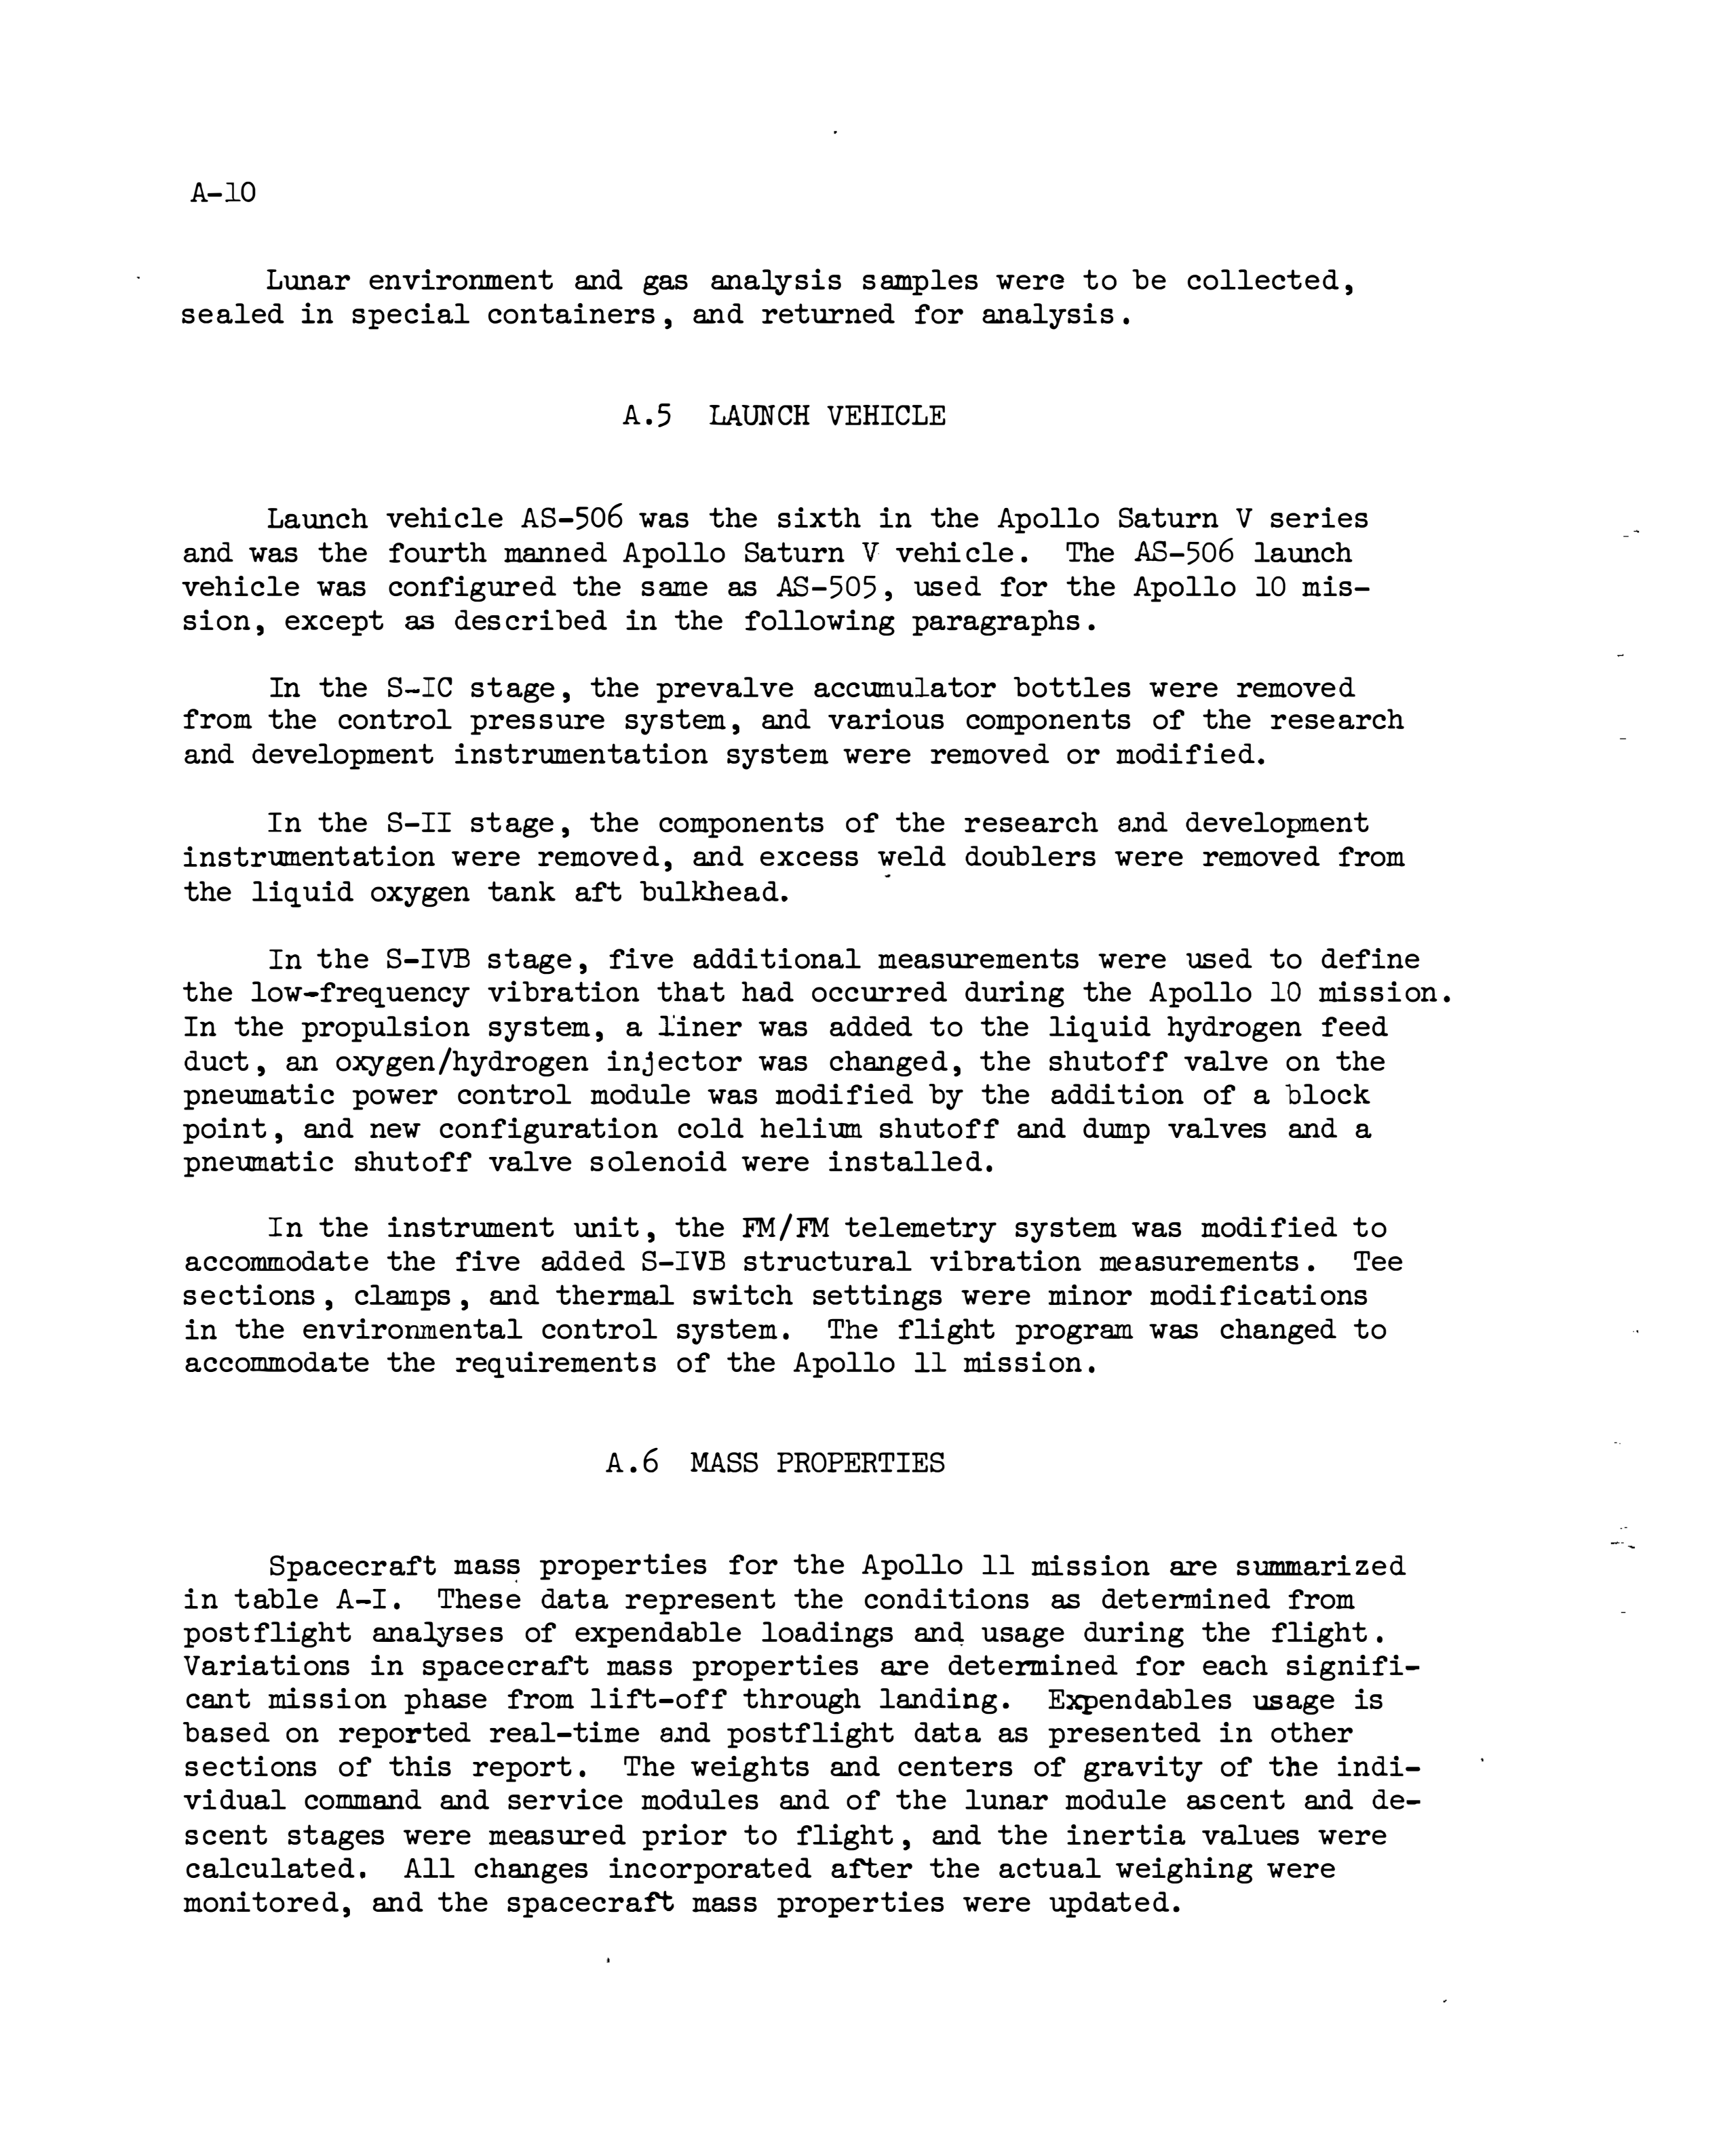 A-10
Lunar environment and gas analysis samples were to be collected,
sealed in special containers, and returned for analysis.
A.5 LAUNCH VEHICLE
Launch vehicle AS-506 was the sixth in the Apollo Saturn V series
and was the fourth manned Apollo Saturn V vehicle. The AS-506 launch
vehicle was configured the same as AS-505, used for the Apollo 10 mis-
sion, except as described in the following paragraphs.
In the S-IC stage, the prevalve accumulator bottles were removed
from the control pressure system, and various components of the research
and development instrumentation system were removed or modified.
In the S-II stage, the components of the research and development
instrumentation were removed, and excess weld doublers were removed from
the liquid oxygen tank aft bulkhead.
In the S-IVB stage, five additional measurements were used to define
the low-frequency vibration that had occurred during the Apollo 10 mission.
In the propulsion system, a liner was added to the liquid hydrogen feed
duct, an oxygen/hydrogen injector was changed, the shutoff valve on the
pneumatic power control module was modified by the addition of a block
point, and new configuration cold helium shutoff and dump valves and a
pneumatic shutoff valve solenoid were installed.
In the instrument unit, the FM/FM telemetry system was modified to
accommodate the five added S-IVB structural vibration measurements. Tee
sections, clamps, and thermal switch settings were minor modifications
in the environmental control system. The flight program was changed to
accommodate the requirements of the Apollo 11 mission.
A.6 MASS PROPERTIES
Spacecraft mass properties for the Apollo 11 mission are summarized
in table A-I. These data represent the conditions as determined from
postflight analyses of expendable loadings and usage during the flight.
Variations in spacecraft mass properties are determined for each signifi-
cant mission phase from lift-off through landing. Expendables usage is
based on reported real-time and postflight data as presented in other
sections of this report. The weights and centers of gravity of the indi-
vidual command and service modules and of the lunar module ascent and de-
scent stages were measured prior to flight, and the inertia values were
calculated. All changes incorporated after the actual weighing were
monitored, and the spacecraft mass properties were updated.